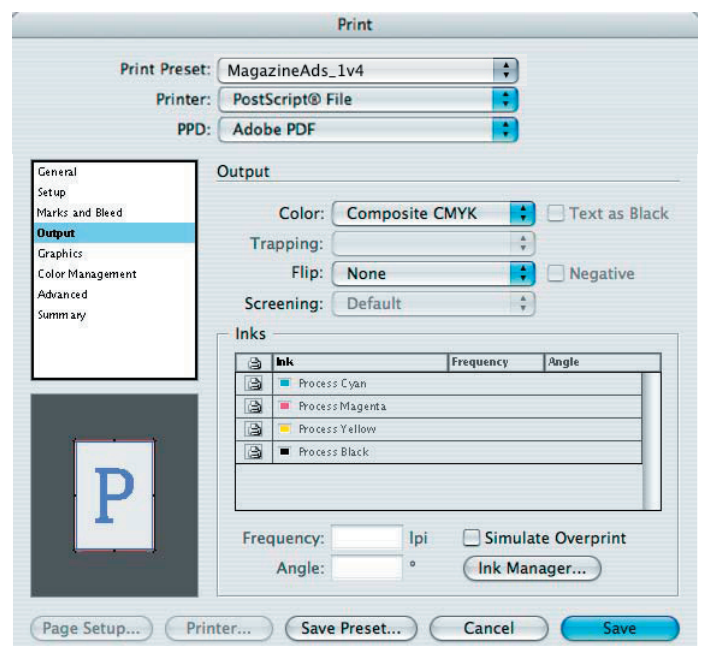 Print
Print Preset: MagazineAds_1v4
Printer: PostScript® File
PPD: Adobe PDF
General
Setup
Marks and Bleed
Output
Graphics
Color Management
Advanced
Summary
Output
Color: Composite CMYK Text as Black
Trapping:
Flip: None Negative
Screening: Default
Inks
Ink Frequency Angle
Process Cyan
Process Magenta
Process Yellow
Process Black
Frequency: lpi Simulate Overprint
Angle: ° Ink Manager...
P
Page Setup... Printer... Save Preset... Cancel Save